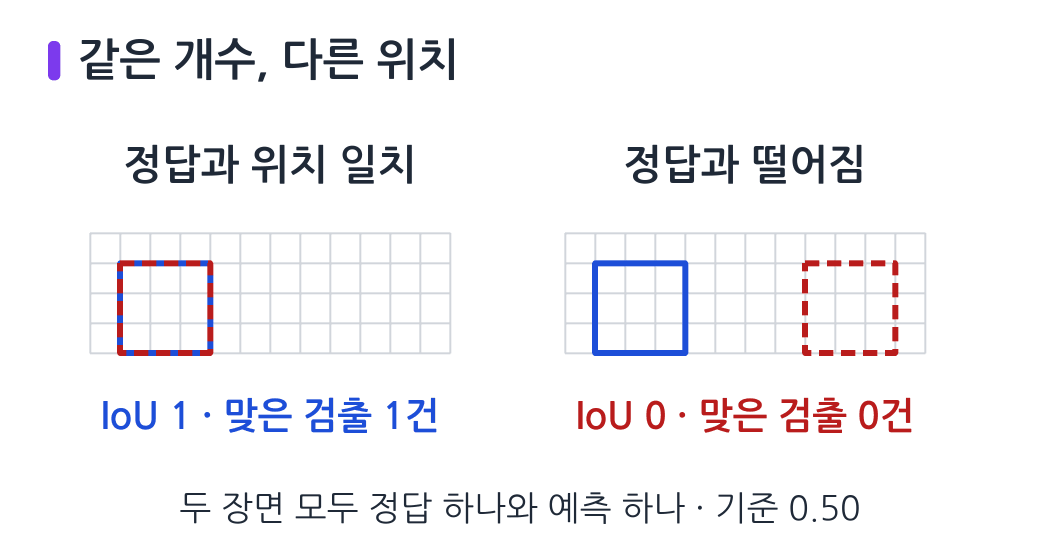 같은 개수, 다른 위치
정답과 위치 일치
정답과 떨어짐
IoU 1 · 맞은 검출 1건
IoU 0 · 맞은 검출 0건
두 장면 모두 정답 하나와 예측 하나 · 기준 0.50